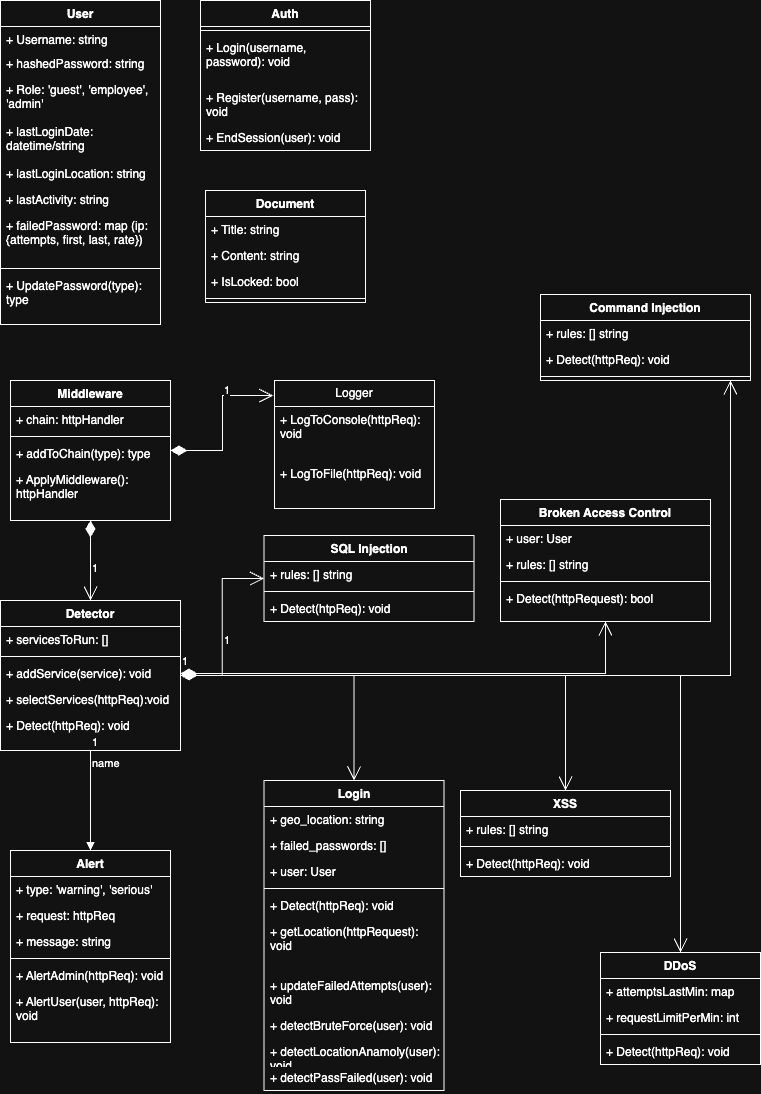 User
+ Username: string
+ hashedPassword: string
+ Role: 'guest', 'employee',
'admin'
+ lastLoginDate:
datetime/string
+ lastLoginLocation: string
+ lastActivity: string
+ failedPassword: map (ip:
{attempts, first, last, rate})
+ UpdatePassword(type):
type
Auth
+ Login(username,
password): void
+ Register(username, pass):
void
+ EndSession(user): void
Document
+ Title: string
+ Content: string
+ IsLocked: bool
Command Injection
+ rules: [] string
+ Detect(httpReq): void
Middleware
+ chain: httpHandler
+ addToChain(type): type
+ ApplyMiddleware():
httpHandler
1
Logger
+ LogToConsole(httpReq):
void
+ LogToFile(httpReq): void
1
Broken Access Control
+ user: User
+ rules: [] string
+ Detect(httpRequest): bool
SQL Injection
+ rules: [] string
+ Detect(htpReq): void
1
Detector
+ servicesToRun: []
+ addService(service): void
+ selectServices(httpReq):void
+ Detect(httpReq): void
1
1
name
Alert
+ type: 'warning', 'serious'
+ request: httpReq
+ message: string
+ AlertAdmin(httpReq): void
+ AlertUser(user, httpReq):
void
Login
+ geo_location: string
+ failed_passwords: []
+ user: User
+ Detect(httpReq): void
+ getLocation(httpRequest):
void
+ updateFailedAttempts(user):
void
+ detectBruteForce(user): void
+ detectLocationAnamoly(user):
void
+ detectPassFailed(user): void
XSS
+ rules: [] string
+ Detect(httpReq): void
DDoS
+ attemptsLastMin: map
+ requestLimitPerMin: int
+ Detect(httpReq): void